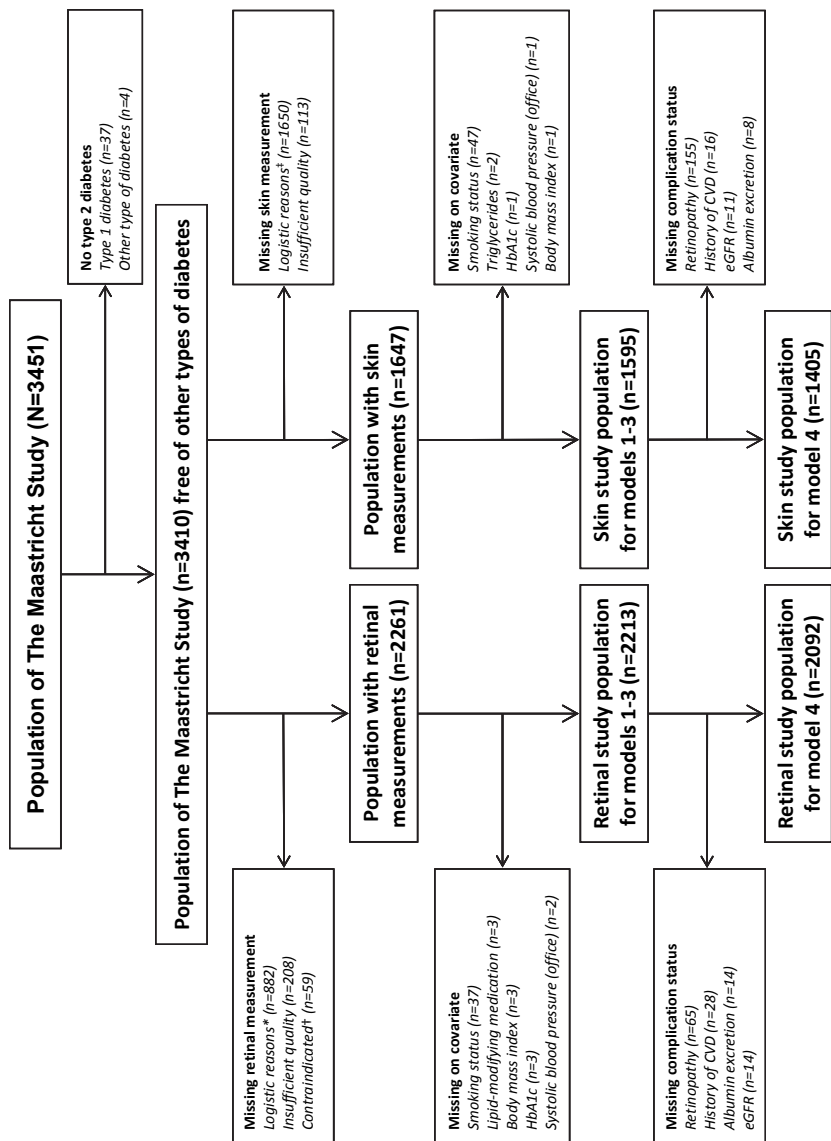 Population of The Maastricht Study (N=3451)
No type 2 diabetes
Type 1 diabetes (n=37)
Other type of diabetes (n=4)
Population of The Maastricht Study (n=3410) free of other types of diabetes
Missing retinal measurement
Logistic reasons* (n=882)
Insufficient quality (n=208)
Contraindicated† (n=59)
Missing skin measurement
Logistic reasons‡ (n=1650)
Insufficient quality (n=113)
Population with retinal
measurements (n=2261)
Population with skin
measurements (n=1647)
Missing on covariate
Smoking status (n=37)
Lipid-modifying medication (n=3)
Body mass index (n=3)
HbA1c (n=3)
Systolic blood pressure (office) (n=2)
Missing on covariate
Smoking status (n=47)
Triglycerides (n=2)
HbA1c (n=1)
Systolic blood pressure (office) (n=1)
Body mass index (n=1)
Retinal study population
for models 1-3 (n=2213)
Skin study population
for models 1-3 (n=1595)
Missing complication status
Retinopathy (n=65)
History of CVD (n=28)
Albumin excretion (n=14)
eGFR (n=14)
Missing complication status
Retinopathy (n=155)
History of CVD (n=16)
eGFR (n=11)
Albumin excretion (n=8)
Retinal study population
for model 4 (n=2092)
Skin study population
for model 4 (n=1405)